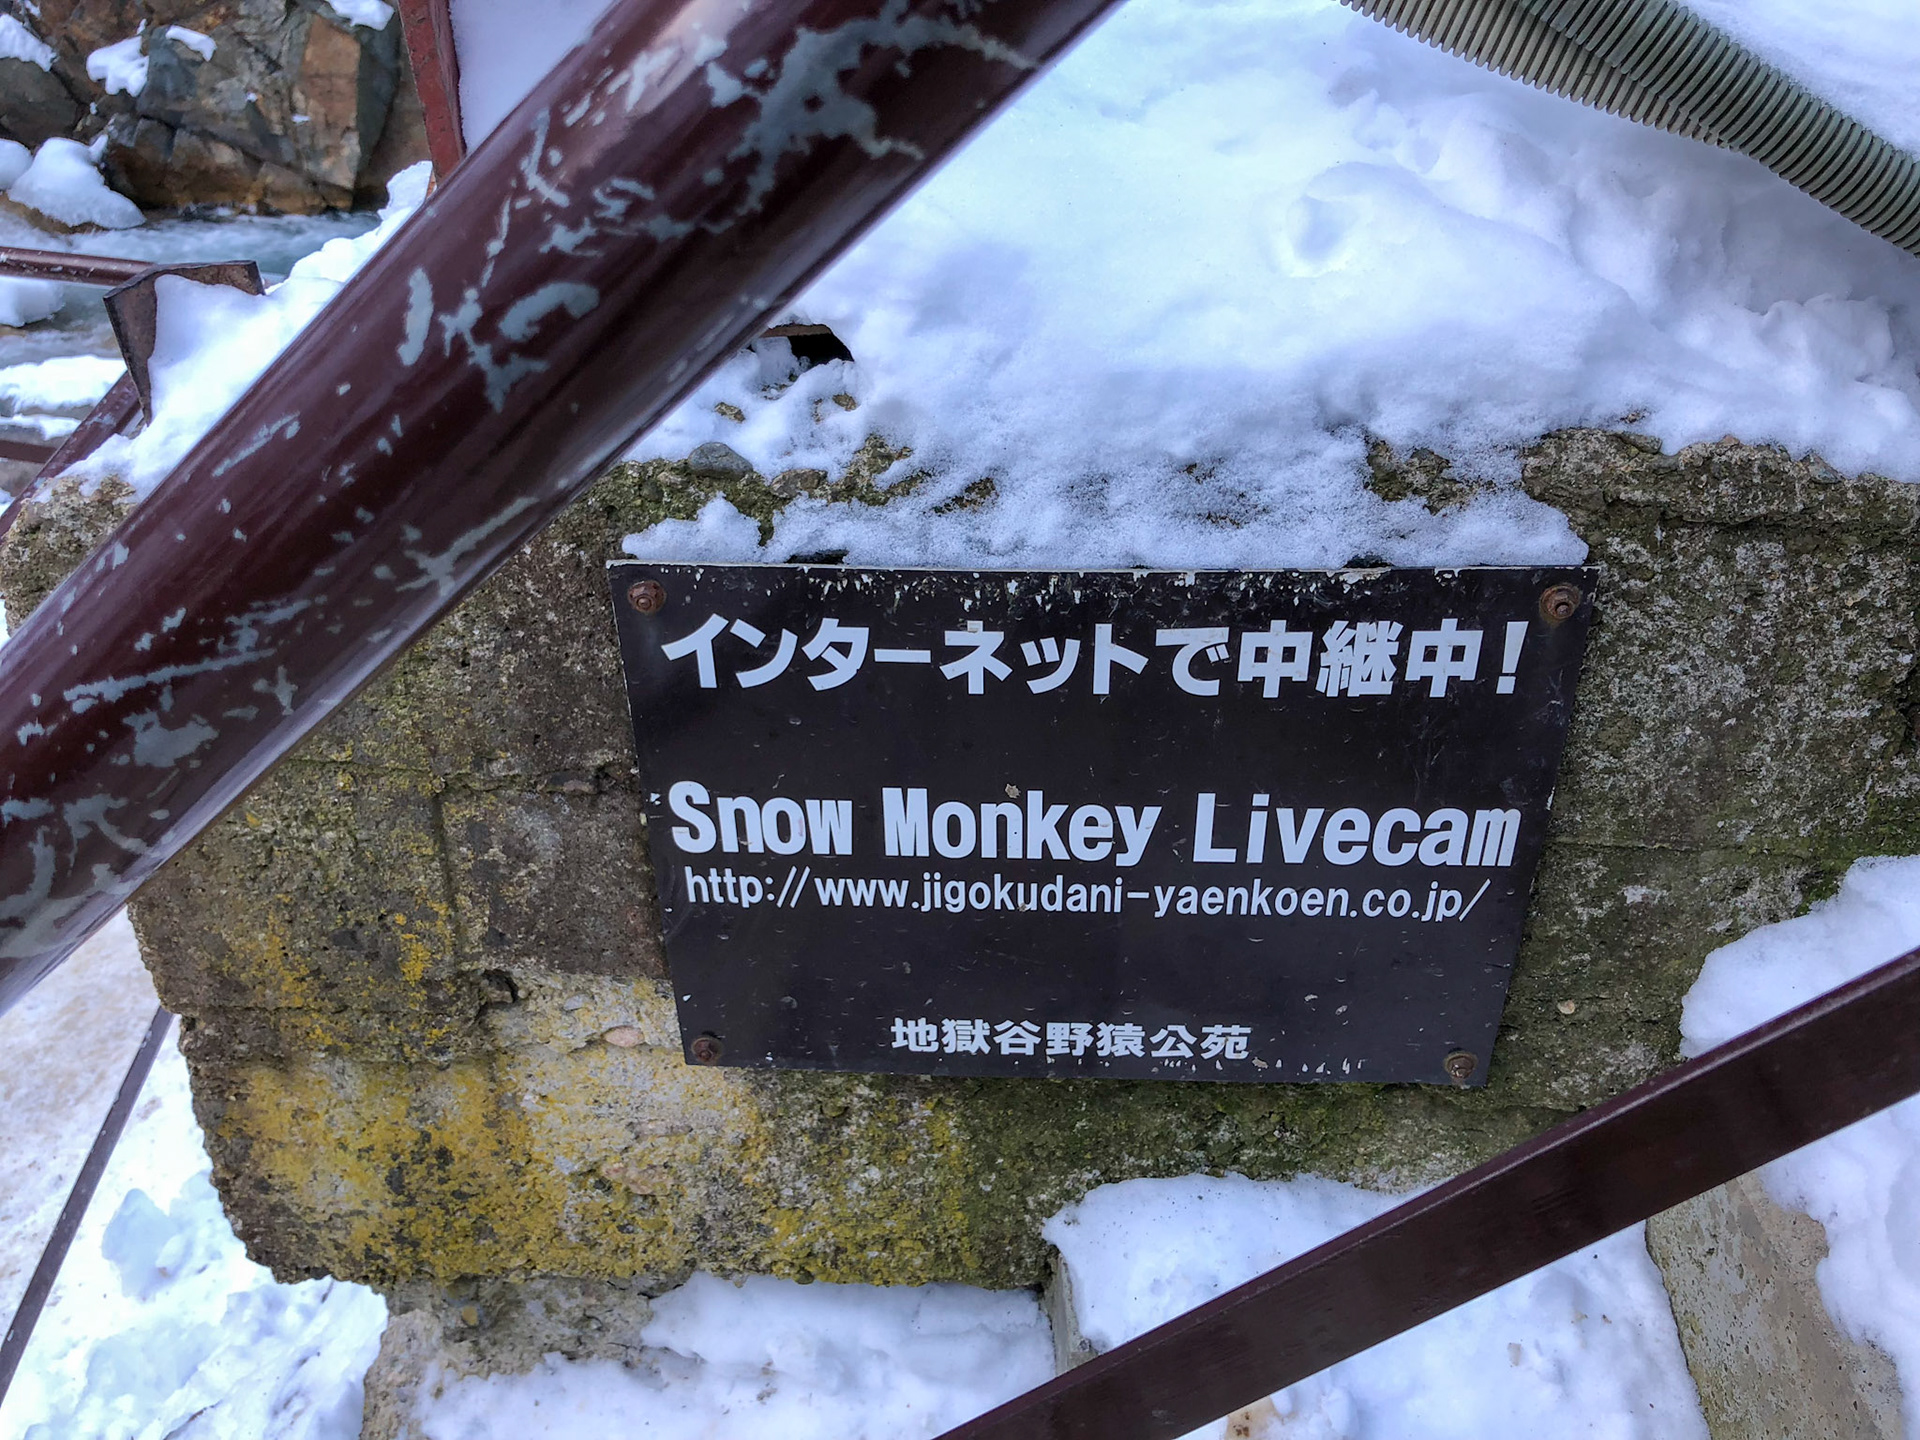 インターネットで中継中!
Snow Monkey Livecam
http://www.jigokudani-yaenkoen.co.jp/
地獄谷野猿公苑